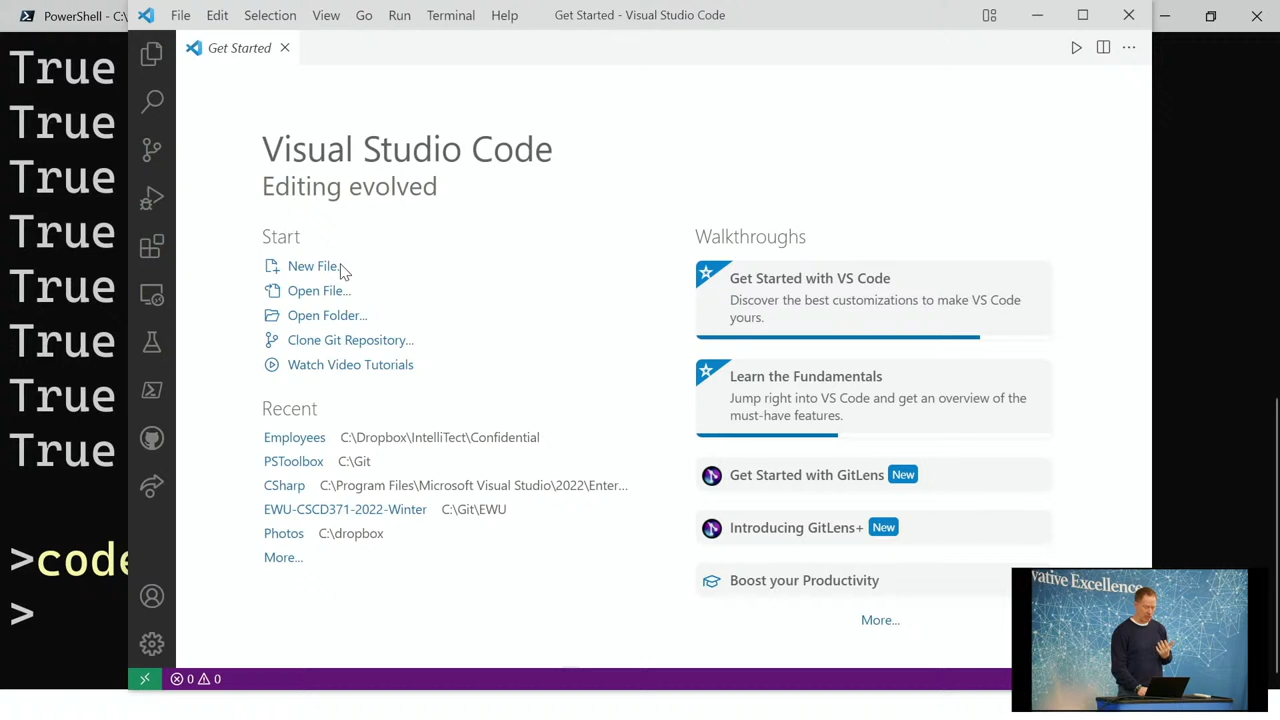 PowerShell - C:
File Edit Selection View Go Run Terminal Help
Get Started - Visual Studio Code
Get Started
True
True
True
True
True
True
True
True
>code
>
Visual Studio Code
Editing evolved
Start
New File...
Open File...
Open Folder...
Clone Git Repository...
Watch Video Tutorials
Recent
Employees C:\Dropbox\IntelliTect\Confidential
PSToolbox C:\Git
CSharp C:\Program Files\Microsoft Visual Studio\2022\Enter...
EWU-CSCD371-2022-Winter C:\Git\EWU
Photos C:\dropbox
More...
Walkthroughs
Get Started with VS Code
Discover the best customizations to make VS Code
yours.
Learn the Fundamentals
Jump right into VS Code and get an overview of the
must-have features.
Get Started with GitLens New
Introducing GitLens+ New
Boost your Productivity
More...
0 0
vative Excellence